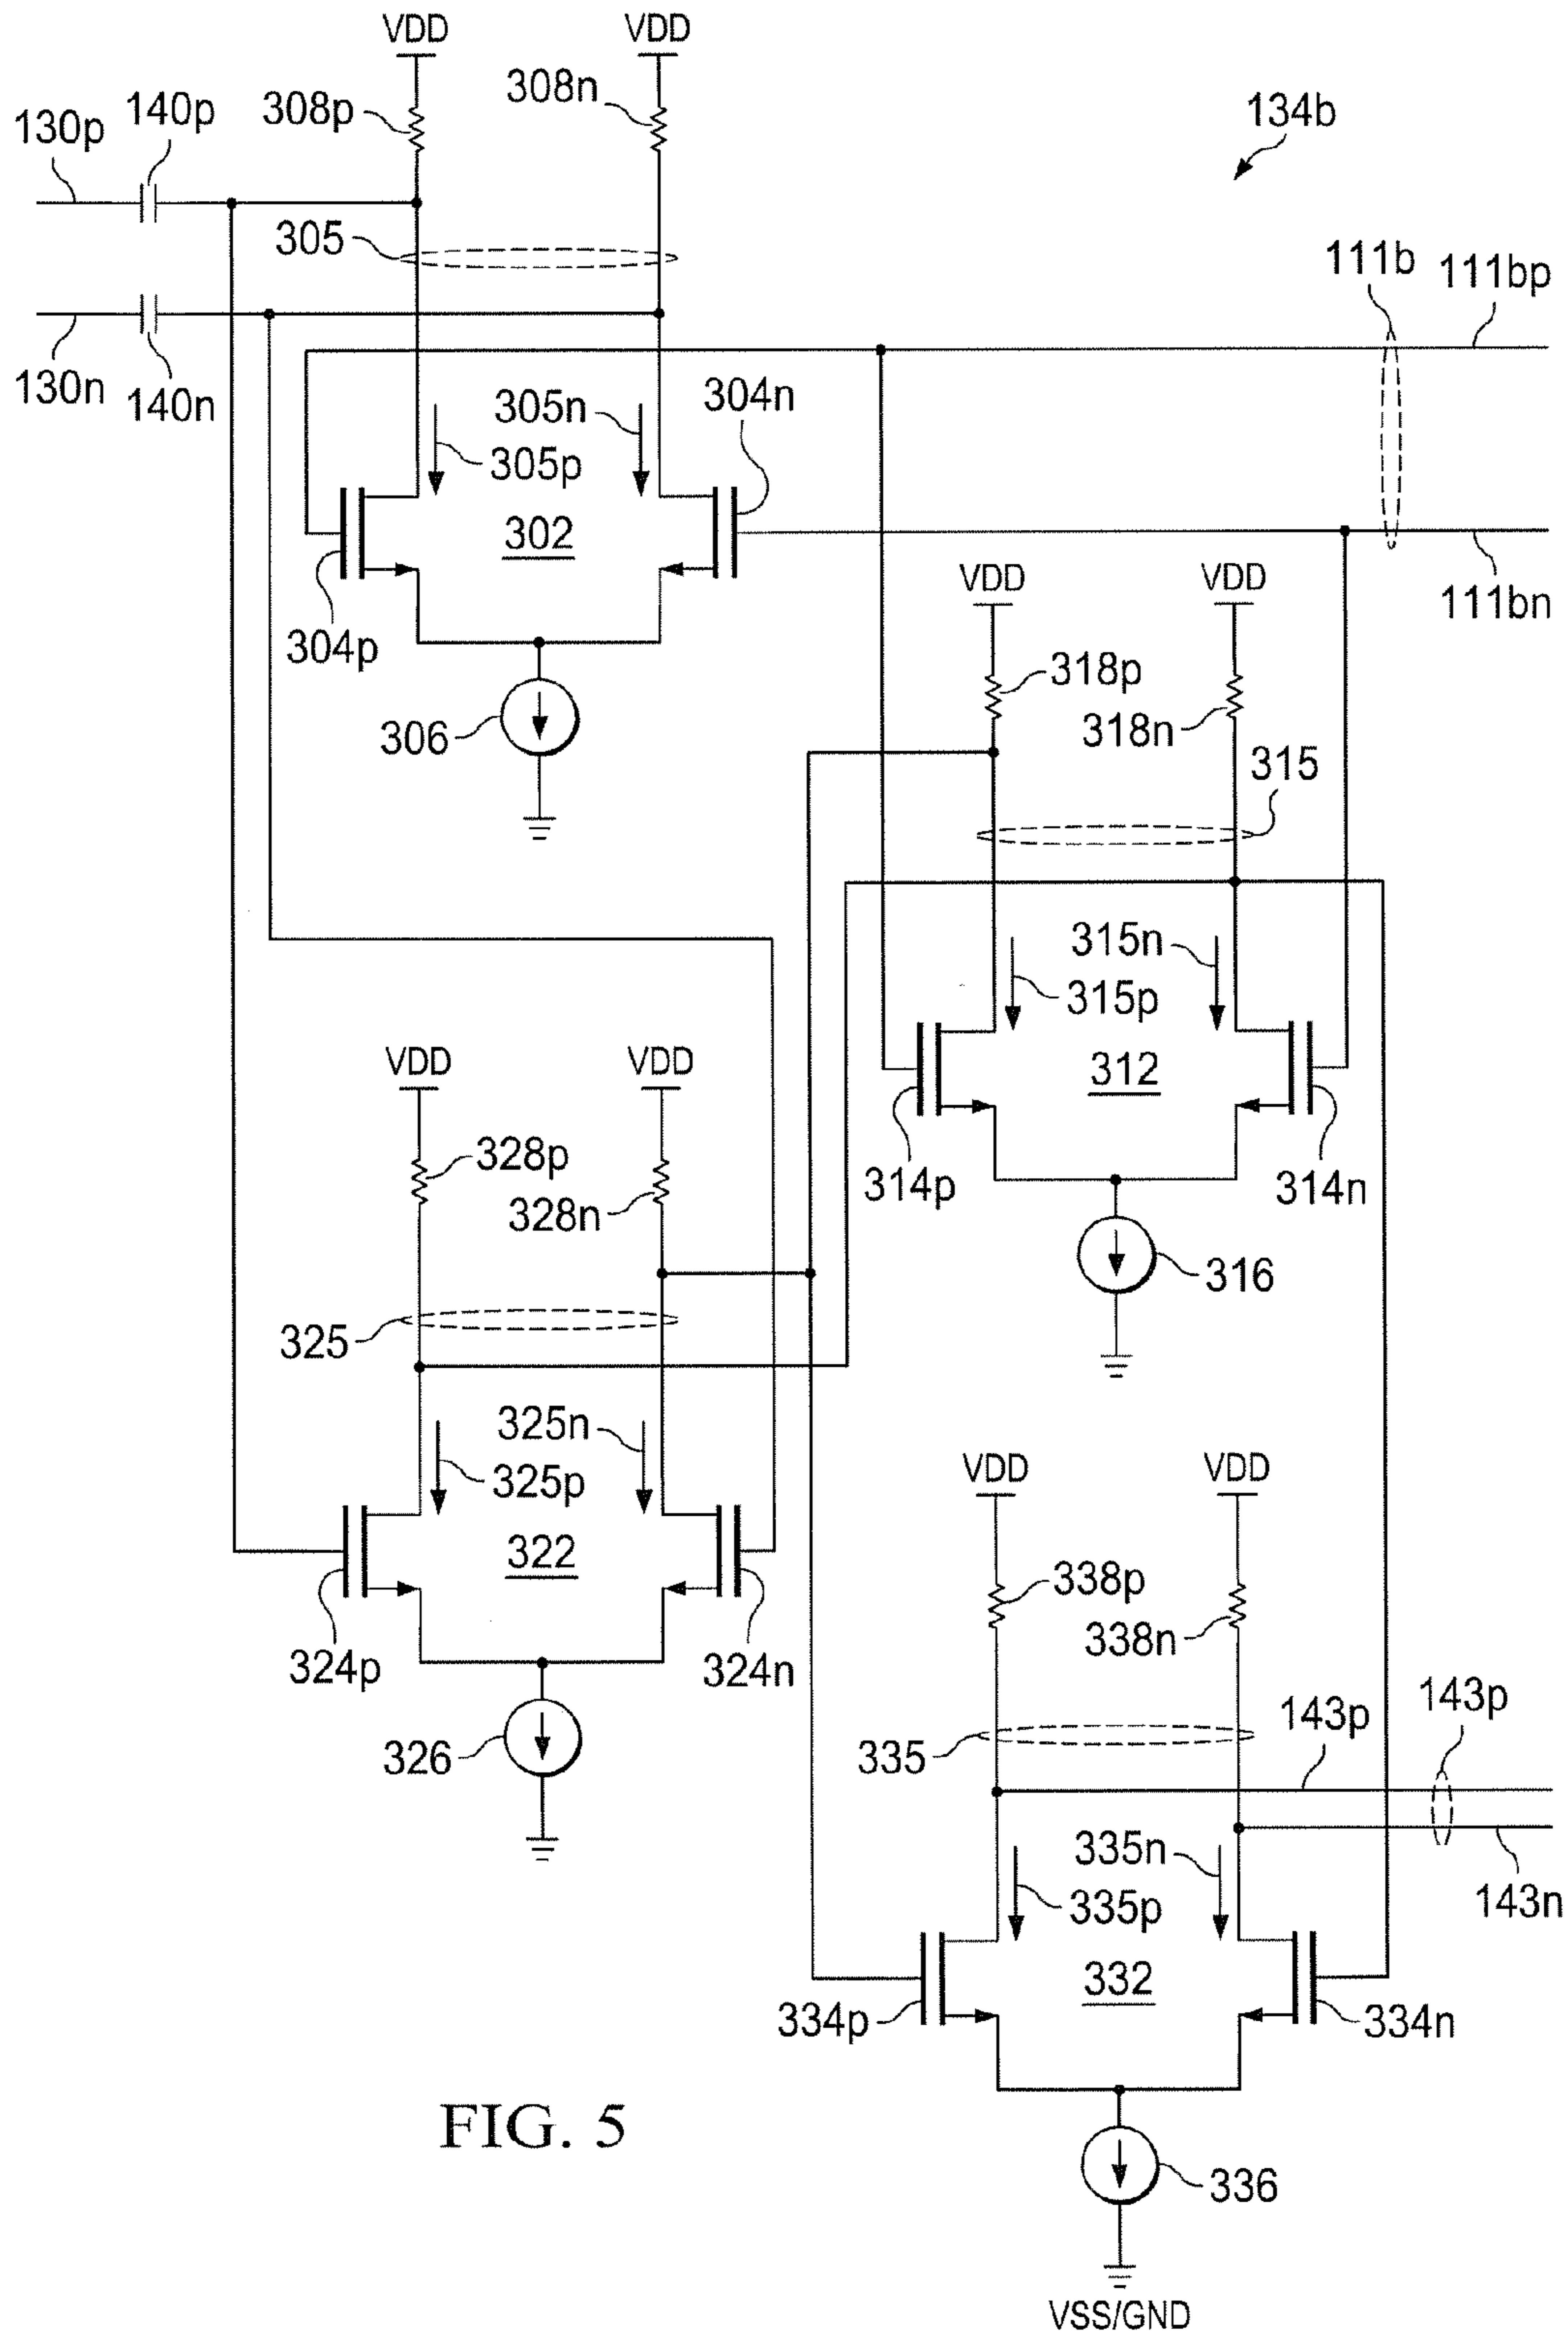 VDD VDD
308p 308n
130p 140p 134b
305
111b 111bp
130n 140n
305n 304n
305p
302
VDD VDD
111bn
304p
318p
306 318n
315
315n
315p
VDD VDD 312
328p
328n 314p 314n
316
325
325n
325p VDD VDD
322
338p
338n
324p 324n
143p 143p
326 335
335n
335p 143n
332
334p 334n
FIG. 5
336
VSS/GND